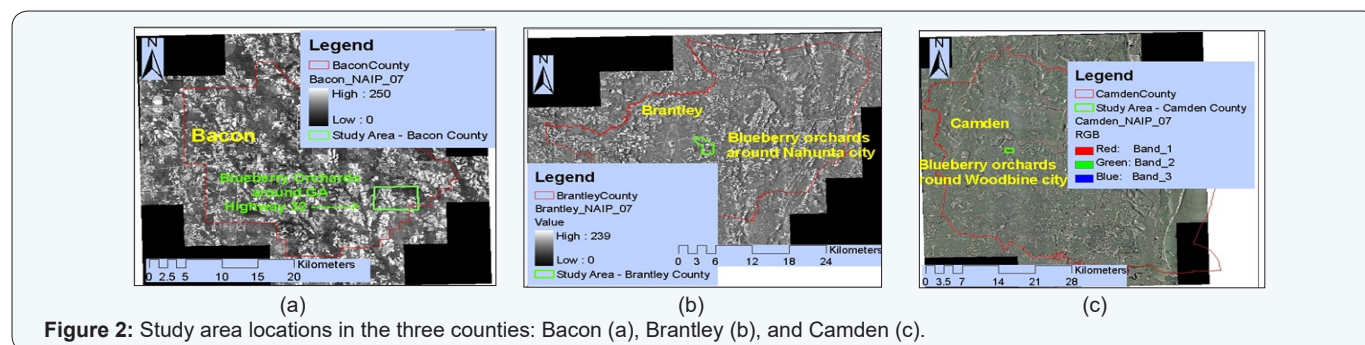 N
Legend
BaconCounty
Bacon_NAIP_07
High : 250
Low : 0
Study Area - Bacon County
Bacon
Blueberry Orchards
around GA
Highway 32
Kilometers
0 2.5 5 10 15 20
(a)
N
Brantley
Blueberry orchards
around Nahunta city
Legend
BrantleyCounty
Brantley_NAIP_07
Value
High : 239
Low : 0
Study Area - Brantley County
Kilometers
0 3 6 12 18 24
(b)
N
Legend
CamdenCounty
Study Area - Camden County
Camden_NAIP_07
RGB
Red: Band_1
Green: Band_2
Blue: Band_3
Camden
Blueberry orchards
round Woodbine city
Kilometers
0 3.5 7 14 21 28
(c)
Figure 2: Study area locations in the three counties: Bacon (a), Brantley (b), and Camden (c).